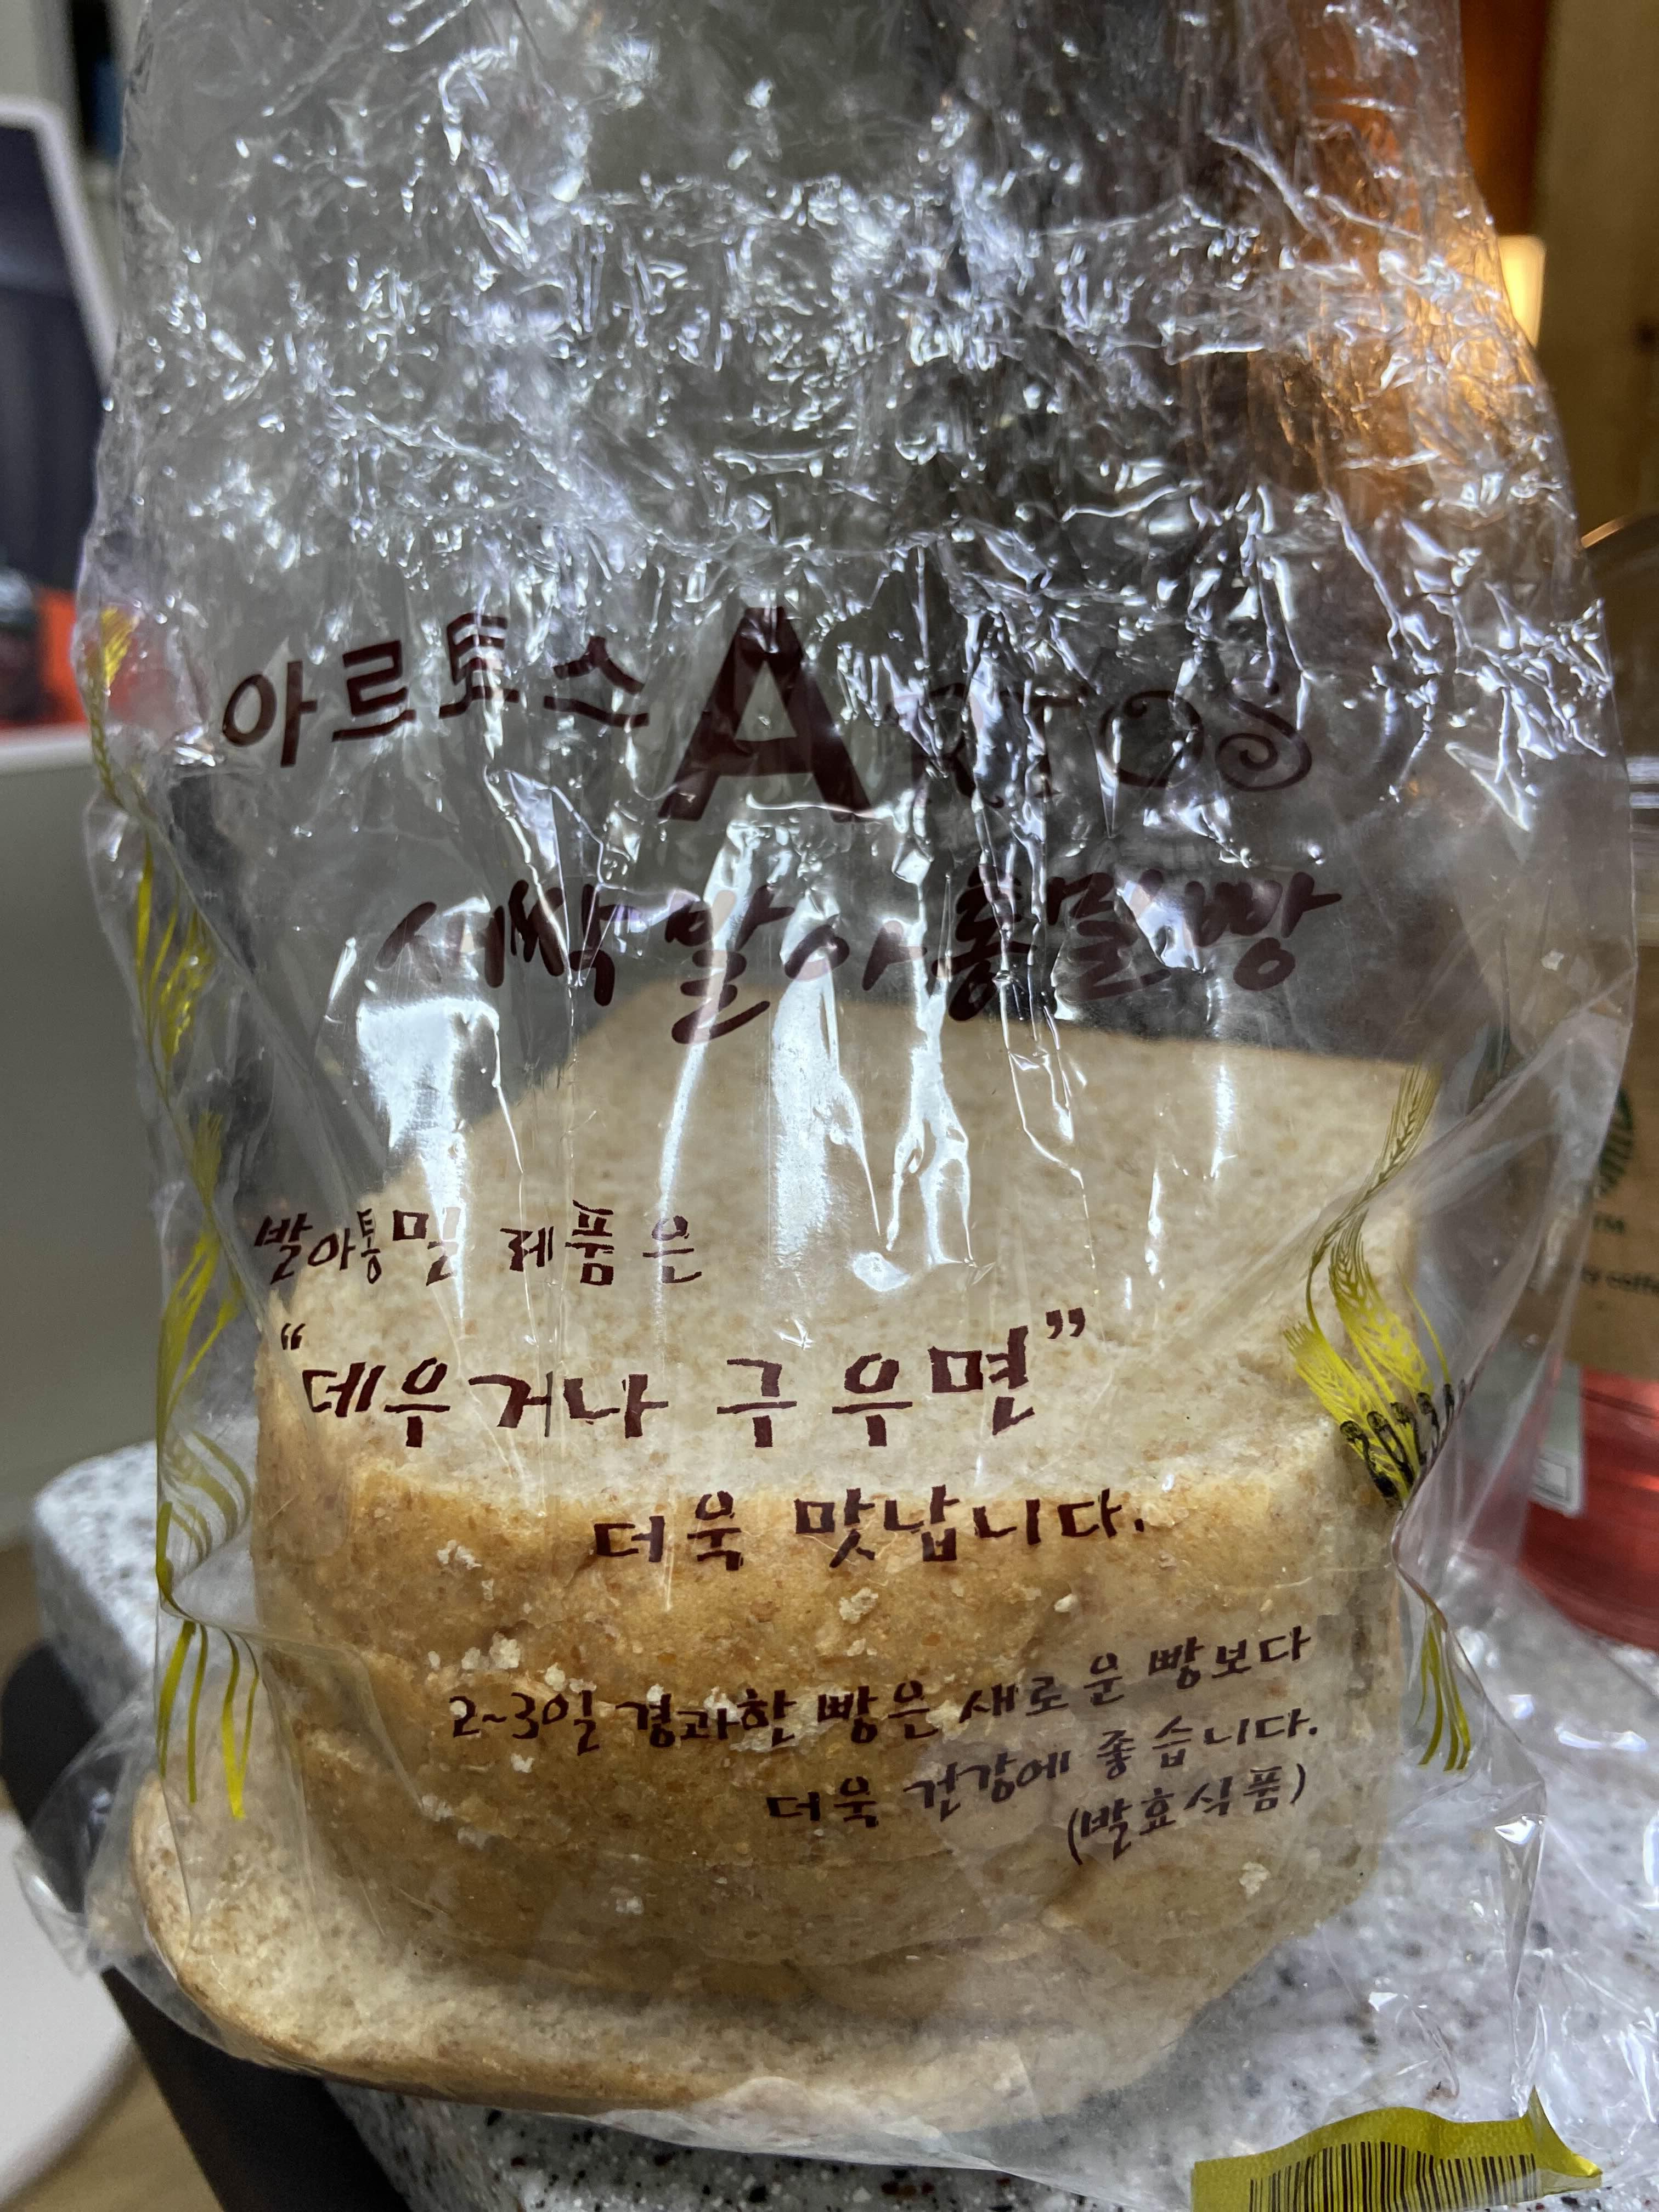 아르토스 ARTOS
새싹 발아통밀빵
발아통밀 제품은
“데우거나 구우면”
더욱 맛납니다.
2~30일 경과한 빵은 새로운 빵보다
더욱 건강에 좋습니다.
(발효식품)